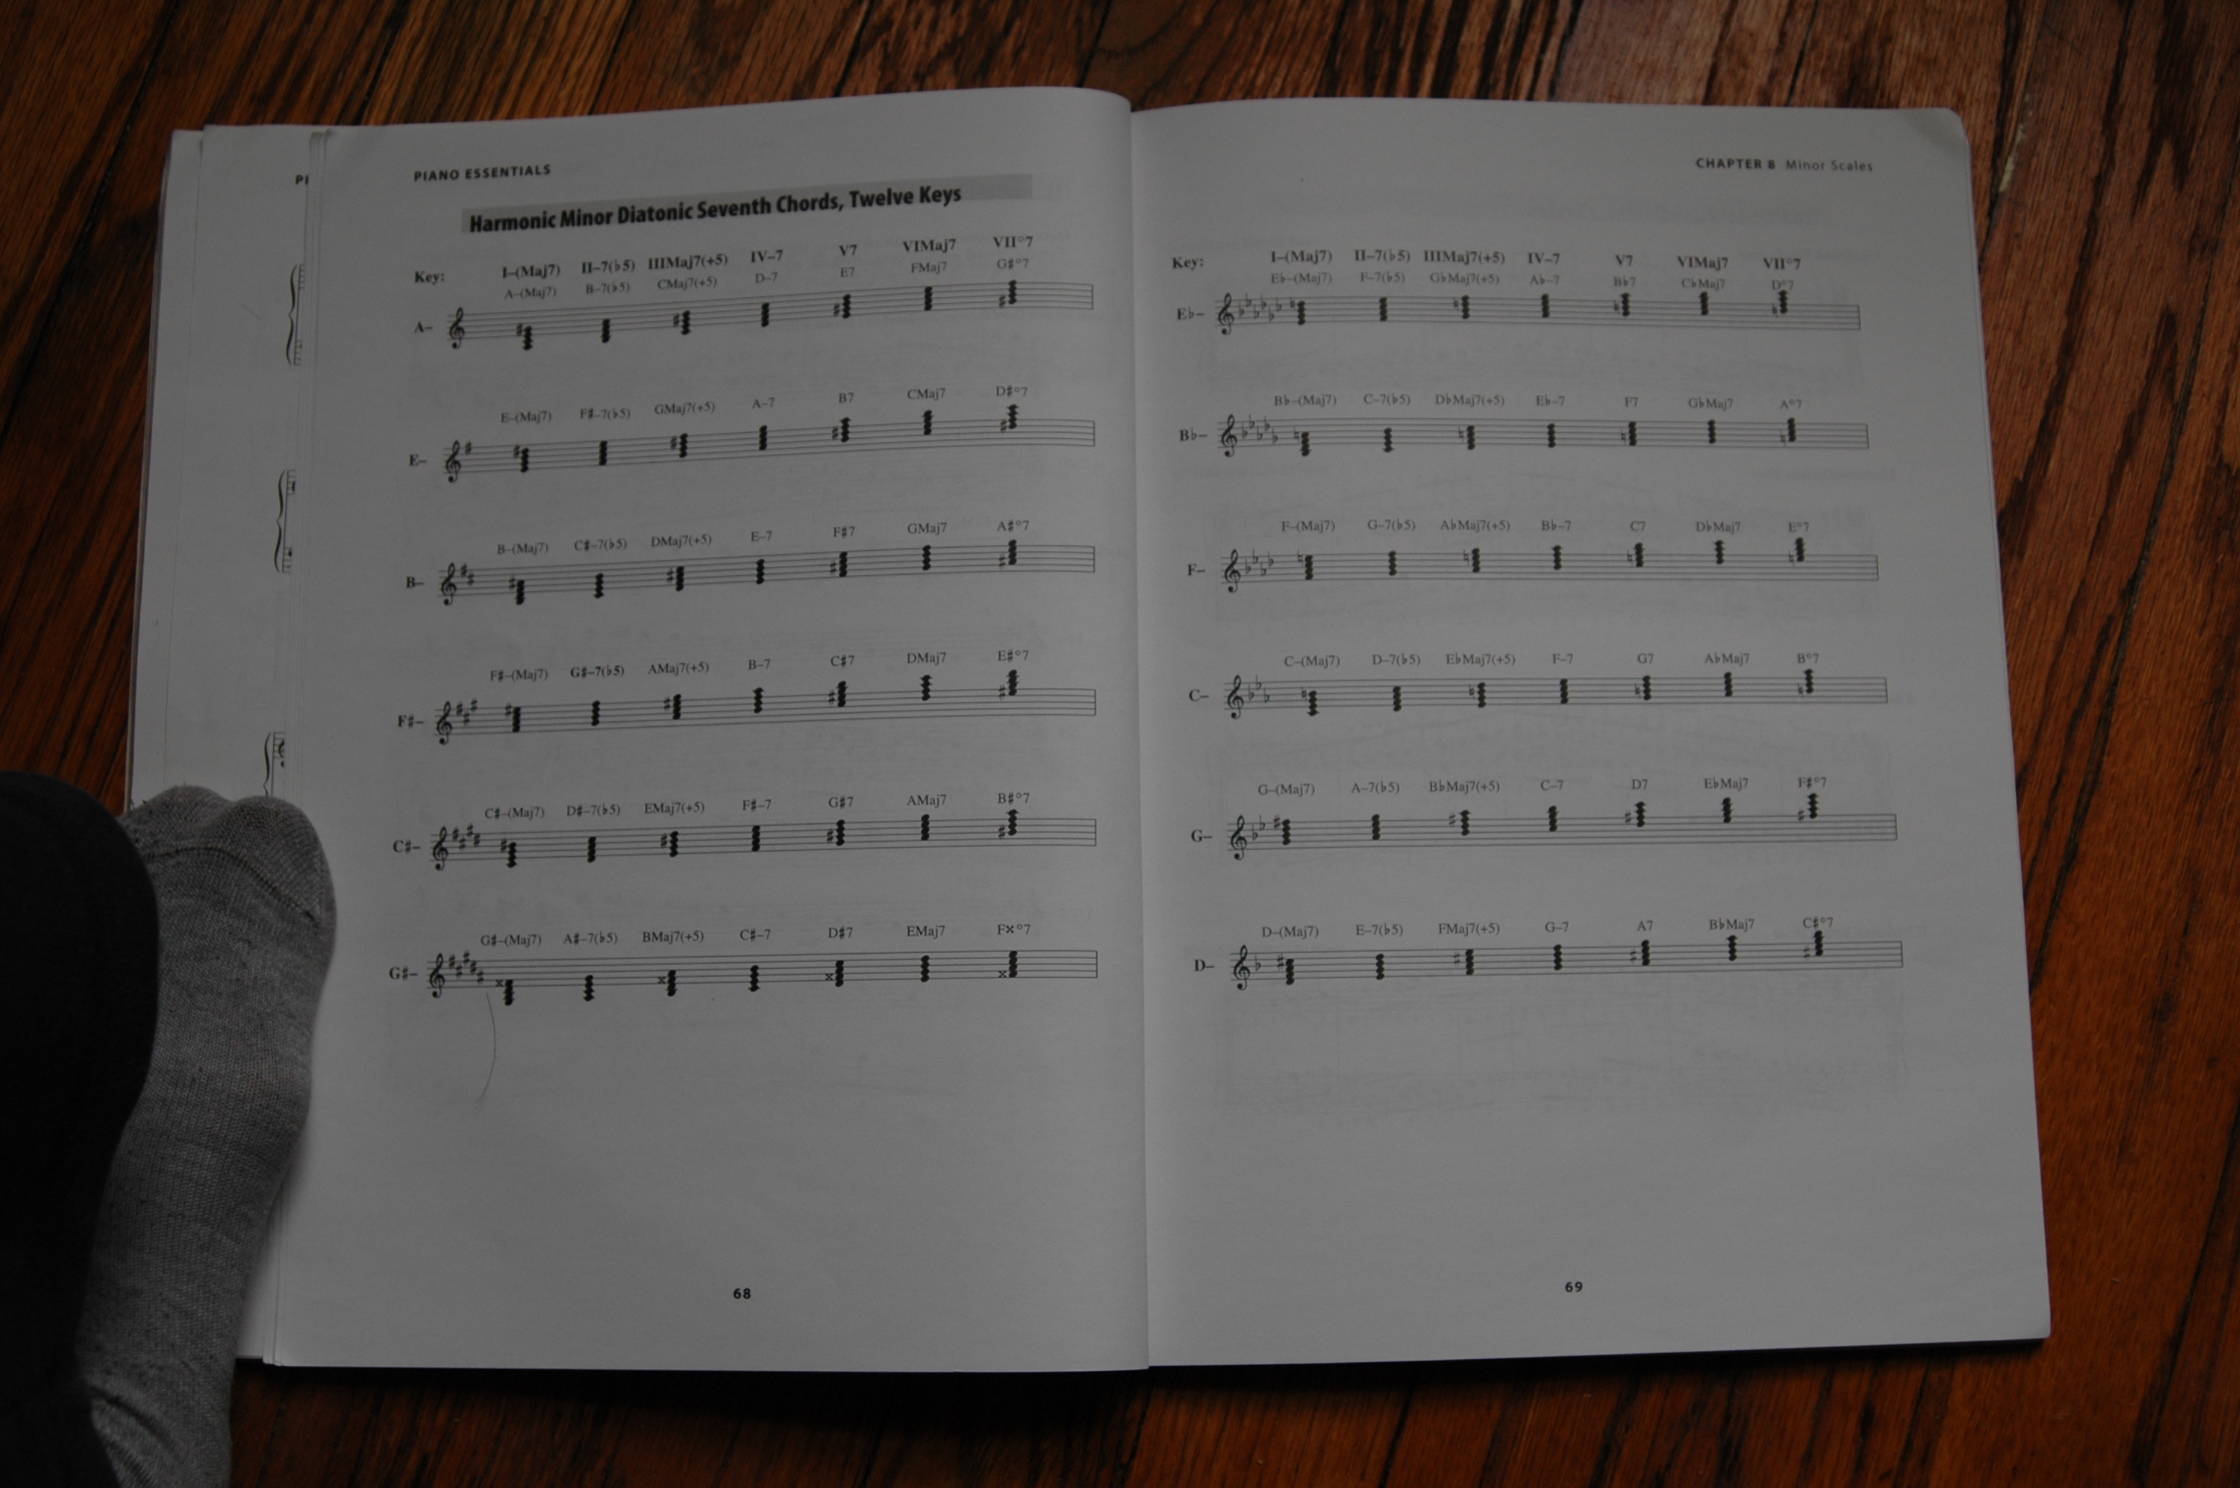 PIANO ESSENTIALS
Harmonic Minor Diatonic Seventh Chords, Twelve Keys
Key: I–(Maj7) II–7(♭5) IIIMaj7(+5) IV–7 V7 VIMaj7 VII°7
A–(Maj7) B–7(♭5) CMaj7(+5) D–7 E7 FMaj7 G♯°7
A–
E–(Maj7) F♯–7(♭5) GMaj7(+5) A–7 B7 CMaj7 D♯°7
E–
B–(Maj7) C♯–7(♭5) DMaj7(+5) E–7 F♯7 GMaj7 A♯°7
B–
F♯–(Maj7) G♯–7(♭5) AMaj7(+5) B–7 C♯7 DMaj7 E♯°7
F♯–
C♯–(Maj7) D♯–7(♭5) EMaj7(+5) F♯–7 G♯7 AMaj7 B♯°7
C♯–
G♯–(Maj7) A♯–7(♭5) BMaj7(+5) C♯–7 D♯7 EMaj7 F𝄪°7
G♯–
68
CHAPTER 8 Minor Scales
Key: I–(Maj7) II–7(♭5) IIIMaj7(+5) IV–7 V7 VIMaj7 VII°7
E♭–(Maj7) F–7(♭5) G♭Maj7(+5) A♭–7 B♭7 C♭Maj7 D°7
E♭–
B♭–(Maj7) C–7(♭5) D♭Maj7(+5) E♭–7 F7 G♭Maj7 A°7
B♭–
F–(Maj7) G–7(♭5) A♭Maj7(+5) B♭–7 C7 D♭Maj7 E°7
F–
C–(Maj7) D–7(♭5) E♭Maj7(+5) F–7 G7 A♭Maj7 B°7
C–
G–(Maj7) A–7(♭5) B♭Maj7(+5) C–7 D7 E♭Maj7 F♯°7
G–
D–(Maj7) E–7(♭5) FMaj7(+5) G–7 A7 B♭Maj7 C♯°7
D–
69